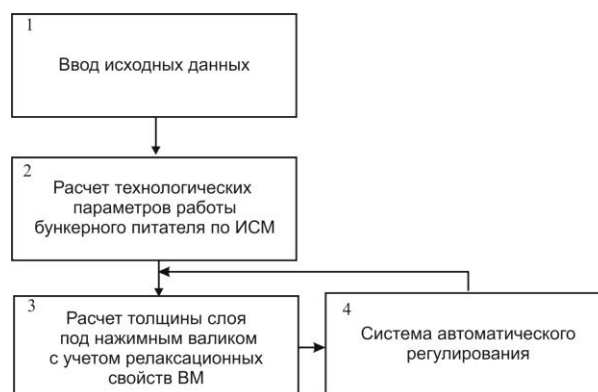 1
Ввод исходных данных
2
Расчет технологических
параметров работы
бункерного питателя по ИСМ
3
Расчет толщины слоя
под нажимным валиком
с учетом релаксационных
свойств ВМ
4
Система автоматического
регулирования